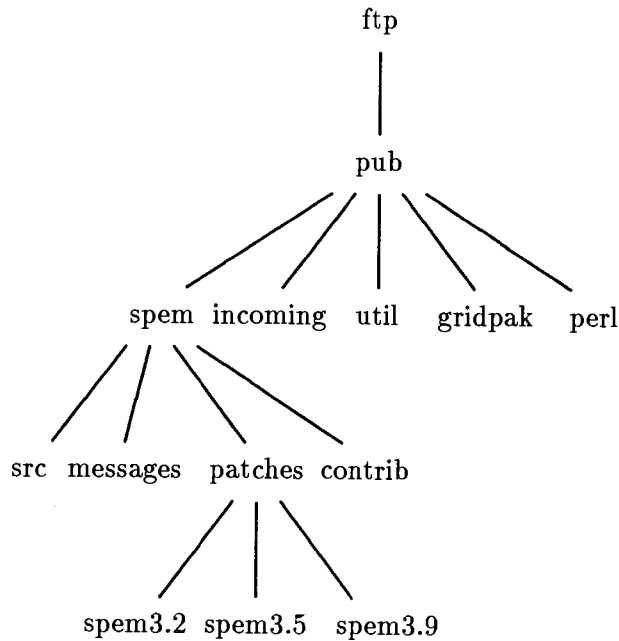 ftp
pub
spem incoming util gridpak perl
src messages patches contrib
spem3.2 spem3.5 spem3.9